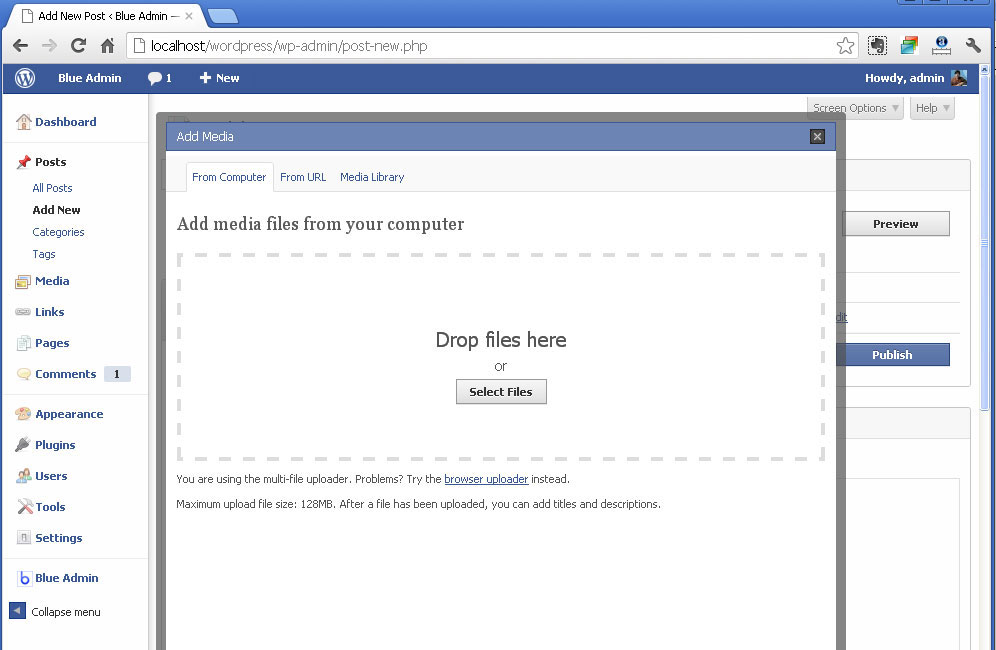 Add New Post ‹ Blue Admin —
localhost/wordpress/wp-admin/post-new.php
Blue Admin 1 New Howdy, admin
Screen Options Help
Dashboard
Posts
All Posts
Add New
Categories
Tags
Media
Links
Pages
Comments 1
Appearance
Plugins
Users
Tools
Settings
Blue Admin
Collapse menu
Add Media
From Computer From URL Media Library
Add media files from your computer
Drop files here
or
Select Files
You are using the multi-file uploader. Problems? Try the browser uploader instead.
Maximum upload file size: 128MB. After a file has been uploaded, you can add titles and descriptions.
Preview
Publish